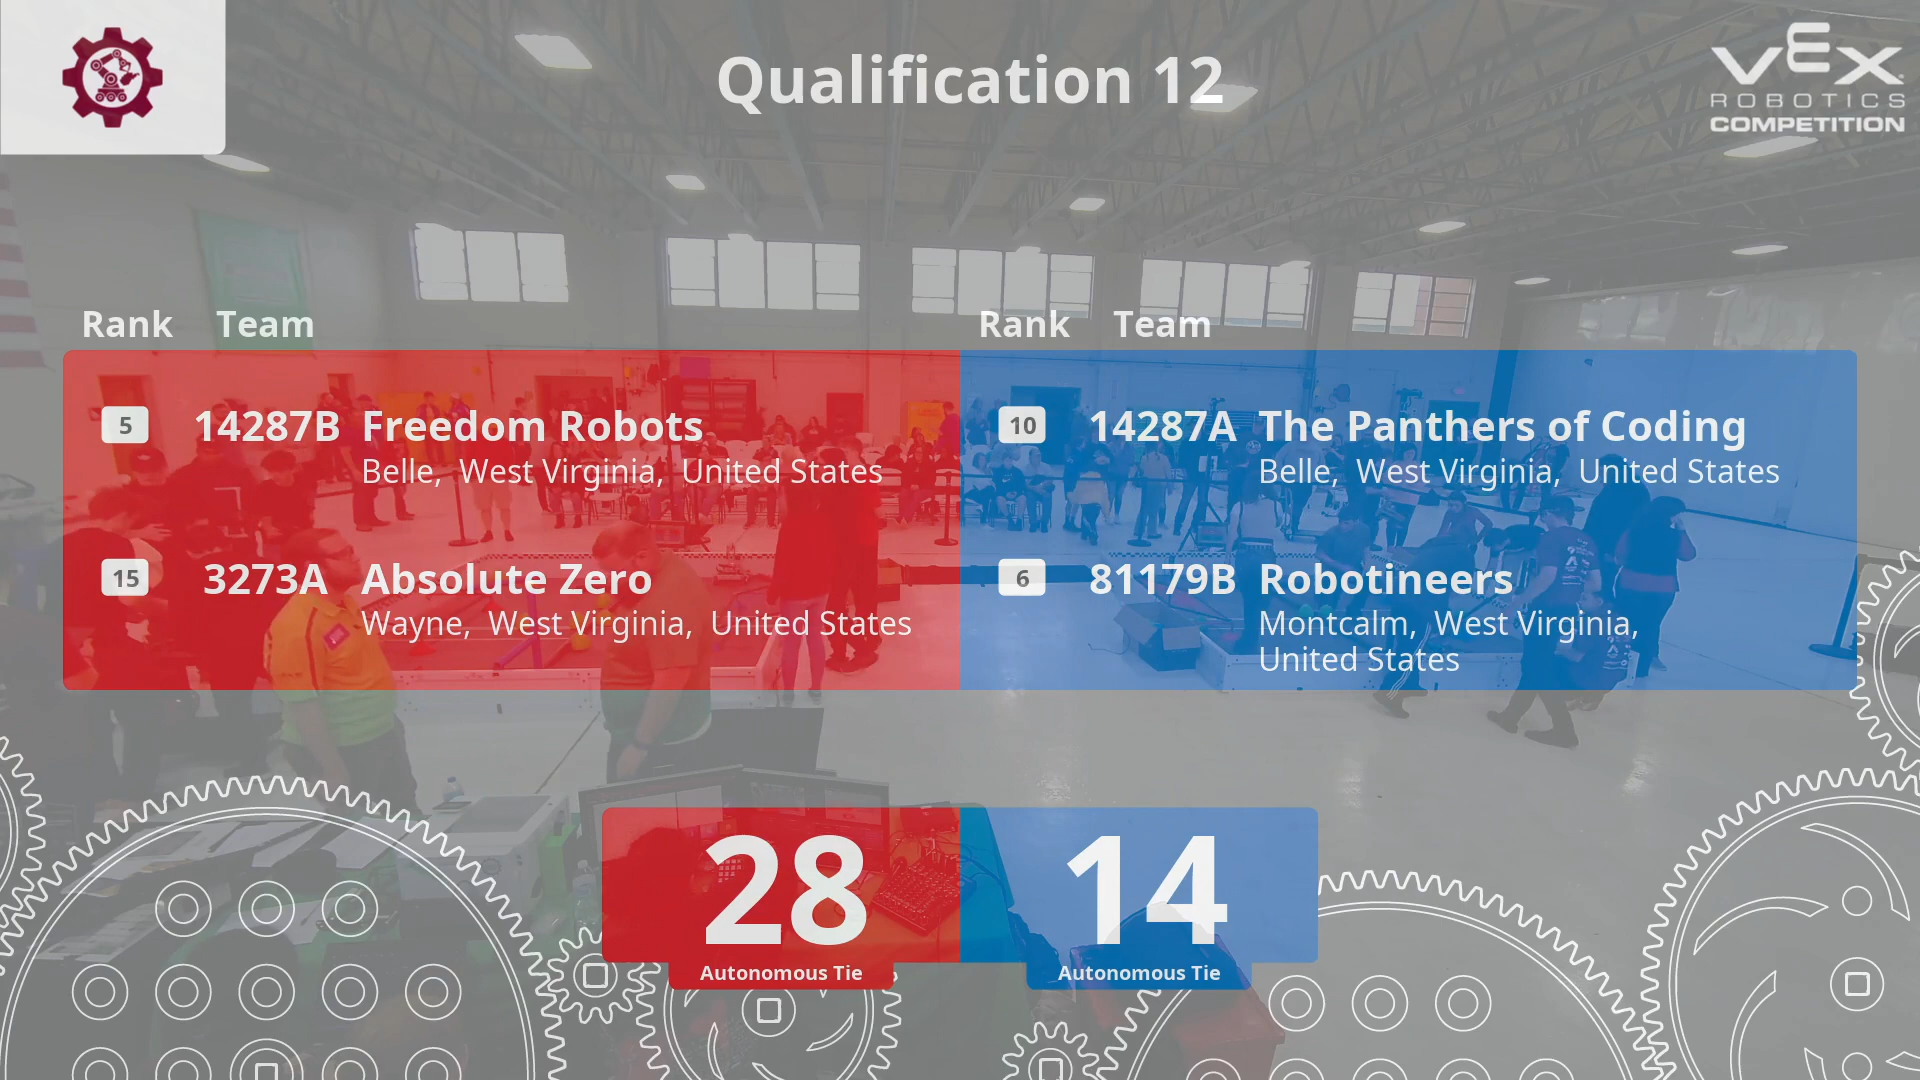 Qualification 12
VEX
ROBOTICS
COMPETITION
Rank Team
5 14287B Freedom Robots
Belle, West Virginia, United States
15 3273A Absolute Zero
Wayne, West Virginia, United States
Rank Team
10 14287A The Panthers of Coding
Belle, West Virginia, United States
6 81179B Robotineers
Montcalm, West Virginia,
United States
28
Autonomous Tie
14
Autonomous Tie